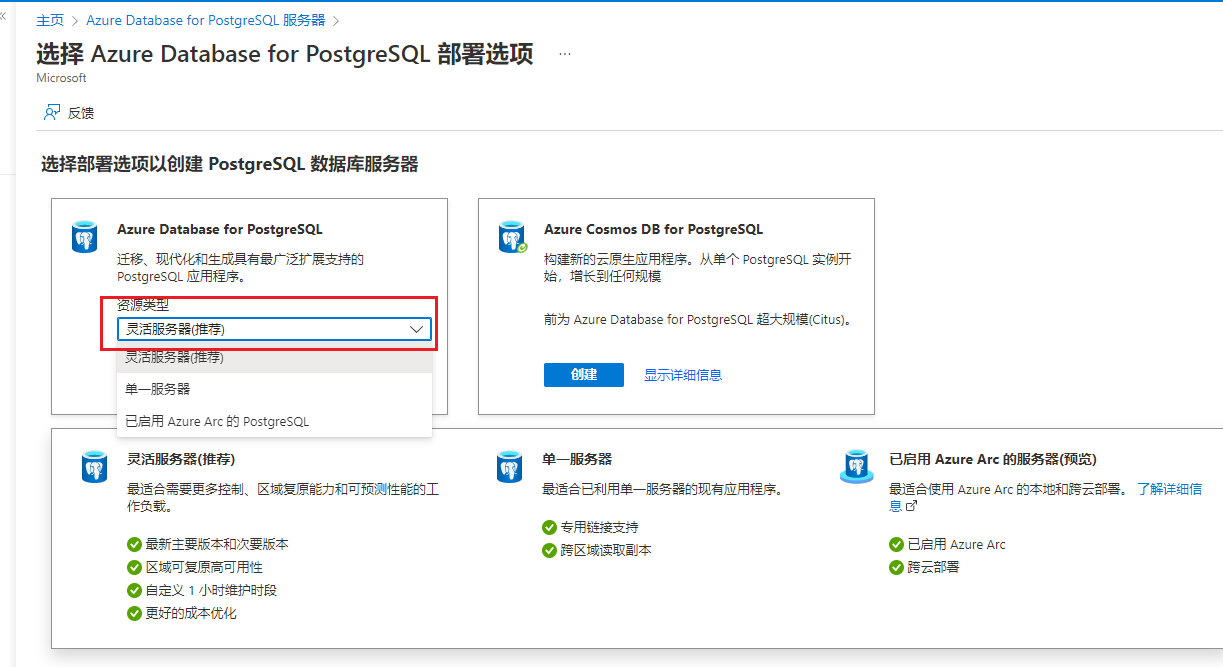 主页 > Azure Database for PostgreSQL 服务器 >
选择 Azure Database for PostgreSQL 部署选项 ...
Microsoft
反馈
选择部署选项以创建 PostgreSQL 数据库服务器
Azure Database for PostgreSQL
迁移、现代化和生成具有最广泛扩展支持的
PostgreSQL 应用程序。
资源类型
灵活服务器(推荐)
灵活服务器(推荐)
单一服务器
已启用 Azure Arc 的 PostgreSQL
Azure Cosmos DB for PostgreSQL
构建新的云原生应用程序。从单个 PostgreSQL 实例开
始，增长到任何规模
前为 Azure Database for PostgreSQL 超大规模(Citus)。
创建 显示详细信息
灵活服务器(推荐)
最适合需要更多控制、区域复原能力和可预测性能的工
作负载。
最新主要版本和次要版本
区域可复原高可用性
自定义 1 小时维护时段
更好的成本优化
单一服务器
最适合已利用单一服务器的现有应用程序。
专用链接支持
跨区域读取副本
已启用 Azure Arc 的服务器(预览)
最适合使用 Azure Arc 的本地和跨云部署。 了解详细信
息
已启用 Azure Arc
跨云部署